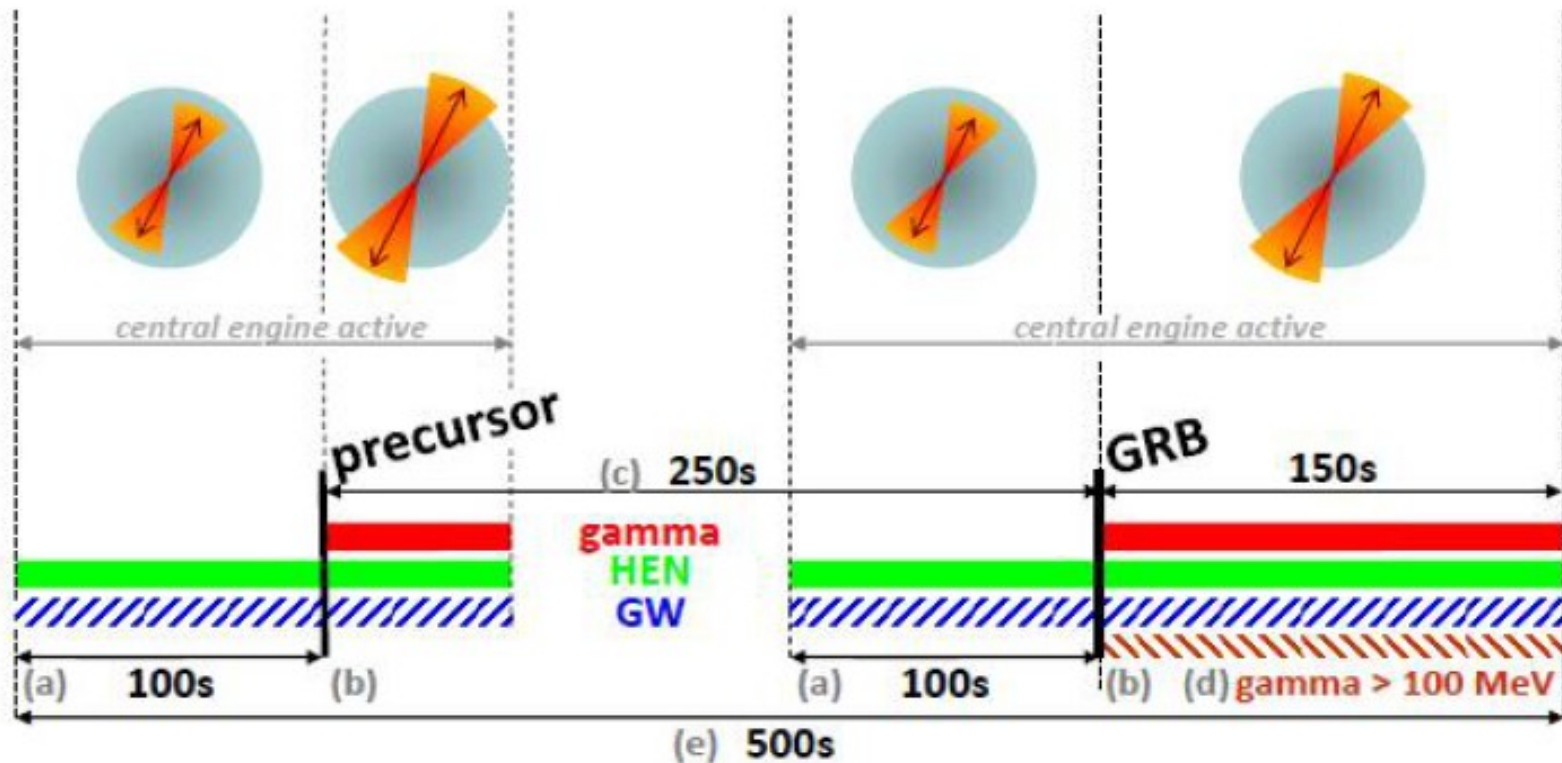 central engine active
central engine active
precursor
GRB
(c) 250s
150s
gamma
HEN
GW
(a) 100s
(b)
(a) 100s
(b)
(d) gamma > 100 MeV
(e) 500s